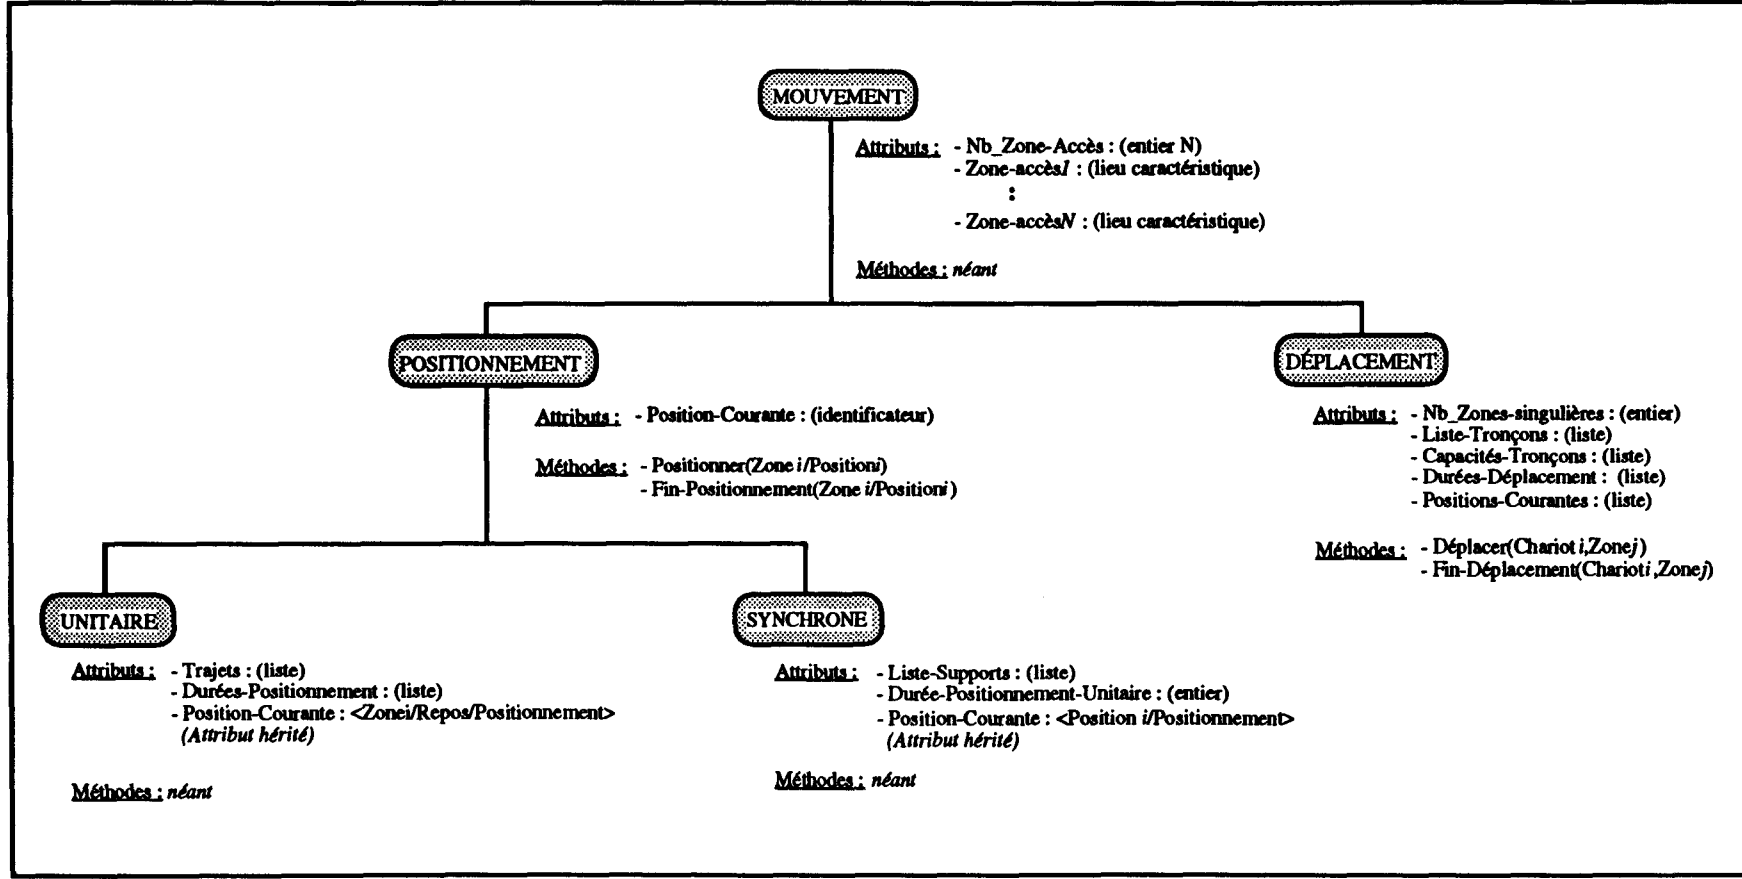 MOUVEMENT
Attributs : - Nb_Zone-Accès : (entier N)
- Zone-accès1 : (lieu caractéristique)
:
- Zone-accèsN : (lieu caractéristique)
Méthodes : néant
POSITIONNEMENT
Attributs : - Position-Courante : (identificateur)
Méthodes : - Positionner(Zone i/Positioni)
- Fin-Positionnement(Zone i/Positioni)
DÉPLACEMENT
Attributs : - Nb_Zones-singulières : (entier)
- Liste-Tronçons : (liste)
- Capacités-Tronçons : (liste)
- Durées-Déplacement : (liste)
- Positions-Courantes : (liste)
Méthodes : - Déplacer(Chariot i,Zonej)
- Fin-Déplacement(Charioti,Zonej)
UNITAIRE
Attributs : - Trajets : (liste)
- Durées-Positionnement : (liste)
- Position-Courante : <Zonei/Repos/Positionnement>
(Attribut hérité)
Méthodes : néant
SYNCHRONE
Attributs : - Liste-Supports : (liste)
- Durée-Positionnement-Unitaire : (entier)
- Position-Courante : <Position i/Positionnement>
(Attribut hérité)
Méthodes : néant